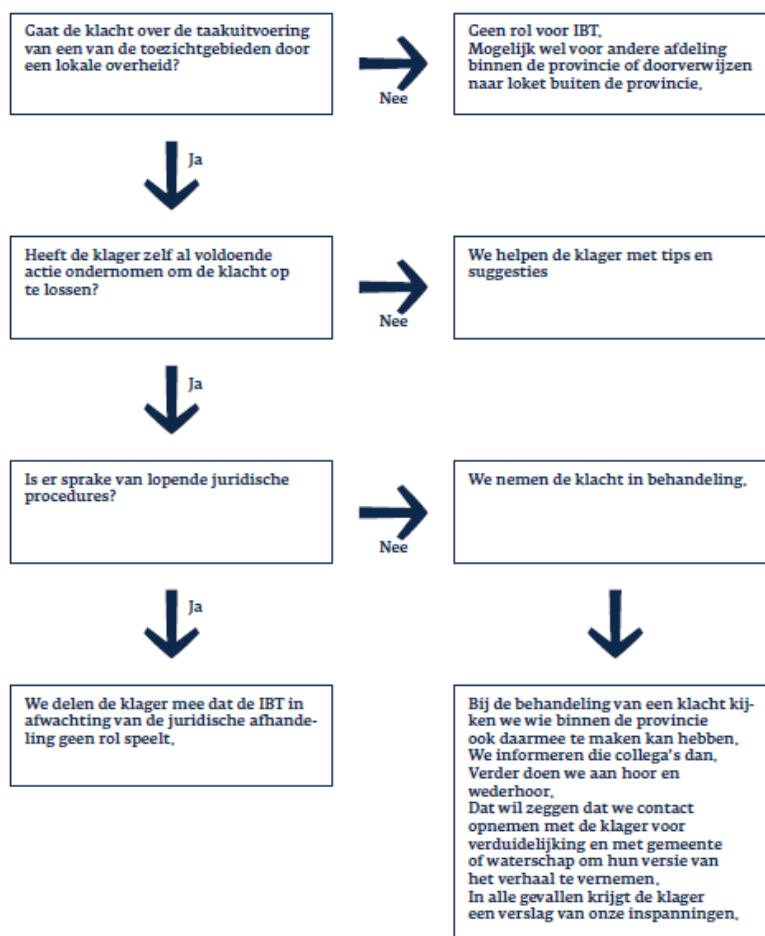 Gaat de klacht over de taakuitvoering
van een van de toezichtgebieden door
een lokale overheid?
Nee
Geen rol voor IBT.
Mogelijk wel voor andere afdeling
binnen de provincie of doorverwijzen
naar loket buiten de provincie.
Ja
Heeft de klager zelf al voldoende
actie ondernomen om de klacht op
te lossen?
Nee
We helpen de klager met tips en
suggesties
Ja
Is er sprake van lopende juridische
procedures?
Nee
We nemen de klacht in behandeling.
Ja
We delen de klager mee dat de IBT in
afwachting van de juridische afhande-
ling geen rol speelt.
Bij de behandeling van een klacht kij-
ken we wie binnen de provincie
ook daarmee te maken kan hebben.
We informeren die collega's dan.
Verder doen we aan hoor en
wederhoor.
Dat wil zeggen dat we contact
opnemen met de klager voor
verduidelijking en met gemeente
of waterschap om hun versie van
het verhaal te vernemen.
In alle gevallen krijgt de klager
een verslag van onze inspanningen.